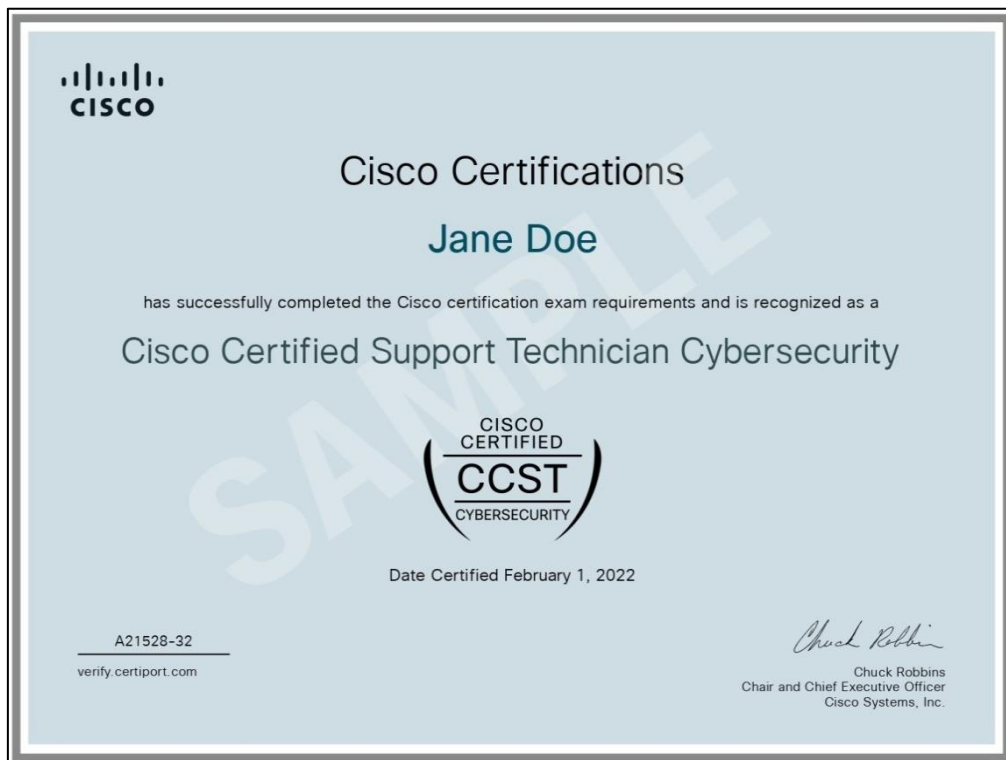 CISCO
Cisco Certifications
Jane Doe
has successfully completed the Cisco certification exam requirements and is recognized as a
Cisco Certified Support Technician Cybersecurity
SAMPLE
CISCO
CERTIFIED
CCST
CYBERSECURITY
Date Certified February 1, 2022
A21528-32
verify.certiport.com
Chuck Robbins
Chuck Robbins
Chair and Chief Executive Officer
Cisco Systems, Inc.